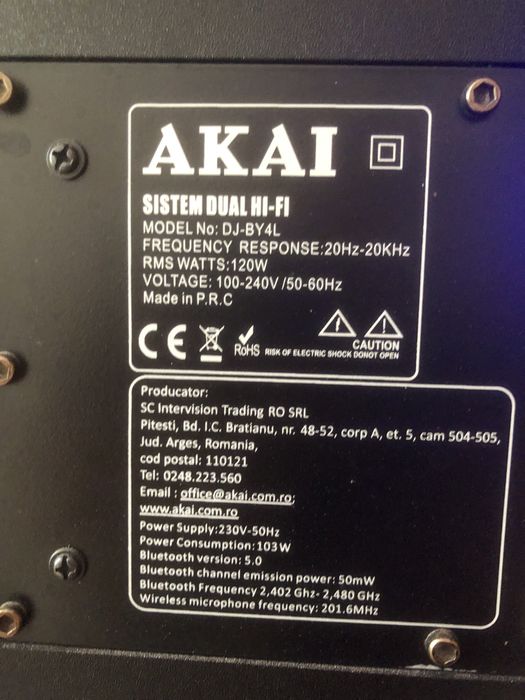 AKAI
SISTEM DUAL HI-FI
MODEL No: DJ-BY4L
FREQUENCY RESPONSE:20Hz-20KHz
RMS WATTS:120W
VOLTAGE: 100-240V /50-60Hz
Made in P.R.C
CE
RoHS
CAUTION
RISK OF ELECTRIC SHOCK DONOT OPEN
Producator:
SC Intervision Trading RO SRL
Pitesti, Bd. I.C. Bratianu, nr. 48-52, corp A, et. 5, cam 504-505,
Jud. Arges, Romania,
cod postal: 110121
Tel: 0248.223.560
Email : office@akai.com.ro;
www.akai.com.ro
Power Supply:230V-50Hz
Power Consumption:103W
Bluetooth version: 5.0
Bluetooth channel emission power: 50mW
Bluetooth Frequency 2,402 Ghz- 2,480 GHz
Wireless microphone frequency: 201.6MHz